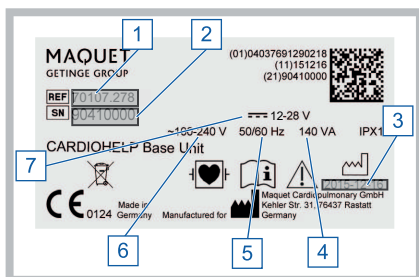 1
2
MAQUET
GETINGE GROUP
(01)04037691290218
(11)151216
(21)90410000
REF 70107.278
SN 90410000
3
12-28 V
~100-240 V 50/60 Hz 140 VA IPX1
7
CARDIOHELP Base Unit
2015-12-16
CE 0124
Made in Germany
Manufactured for
Maquet Cardiopulmonary GmbH
Kehler Str. 31, 76437 Rastatt
Germany
6
5
4